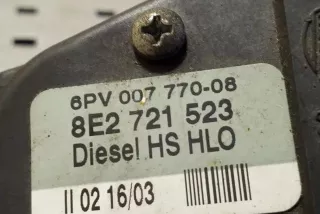 6PV 007 770-08
8E2 721 523
Diesel HS HLO
II 02 16/03